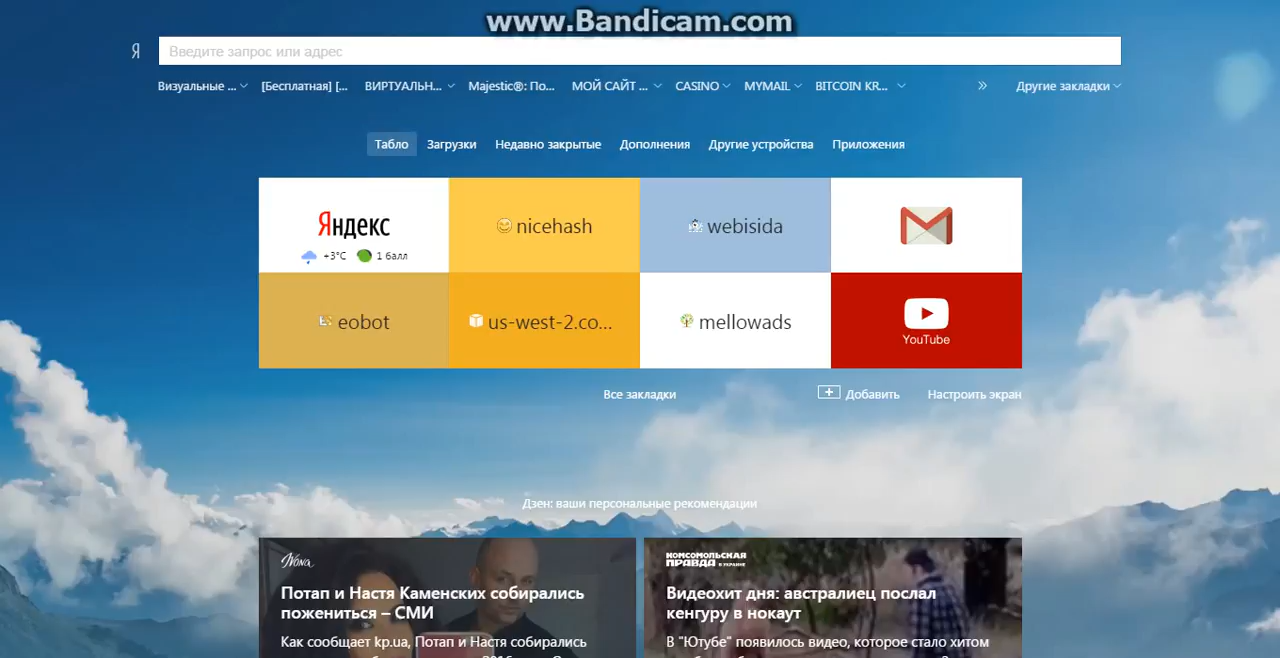 www.Bandicam.com
Я Введите запрос или адрес
Визуальные ... [Бесплатная] [... ВИРТУАЛЬН... Majestic®: По... МОЙ САЙТ ... CASINO MYMAIL BITCOIN KR... » Другие закладки
Табло Загрузки Недавно закрытые Дополнения Другие устройства Приложения
Яндекс nicehash webisida
+3°C 1 балл
eobot us-west-2.co... mellowads YouTube
Все закладки Добавить Настроить экран
Дзен: ваши персональные рекомендации
КОМСОМОЛЬСКАЯ
ПРАВДА В УКРАИНЕ
Потап и Настя Каменских собирались
пожениться – СМИ
Как сообщает kp.ua, Потап и Настя собирались
Видеохит дня: австралиец послал
кенгуру в нокаут
В "Ютубе" появилось видео, которое стало хитом